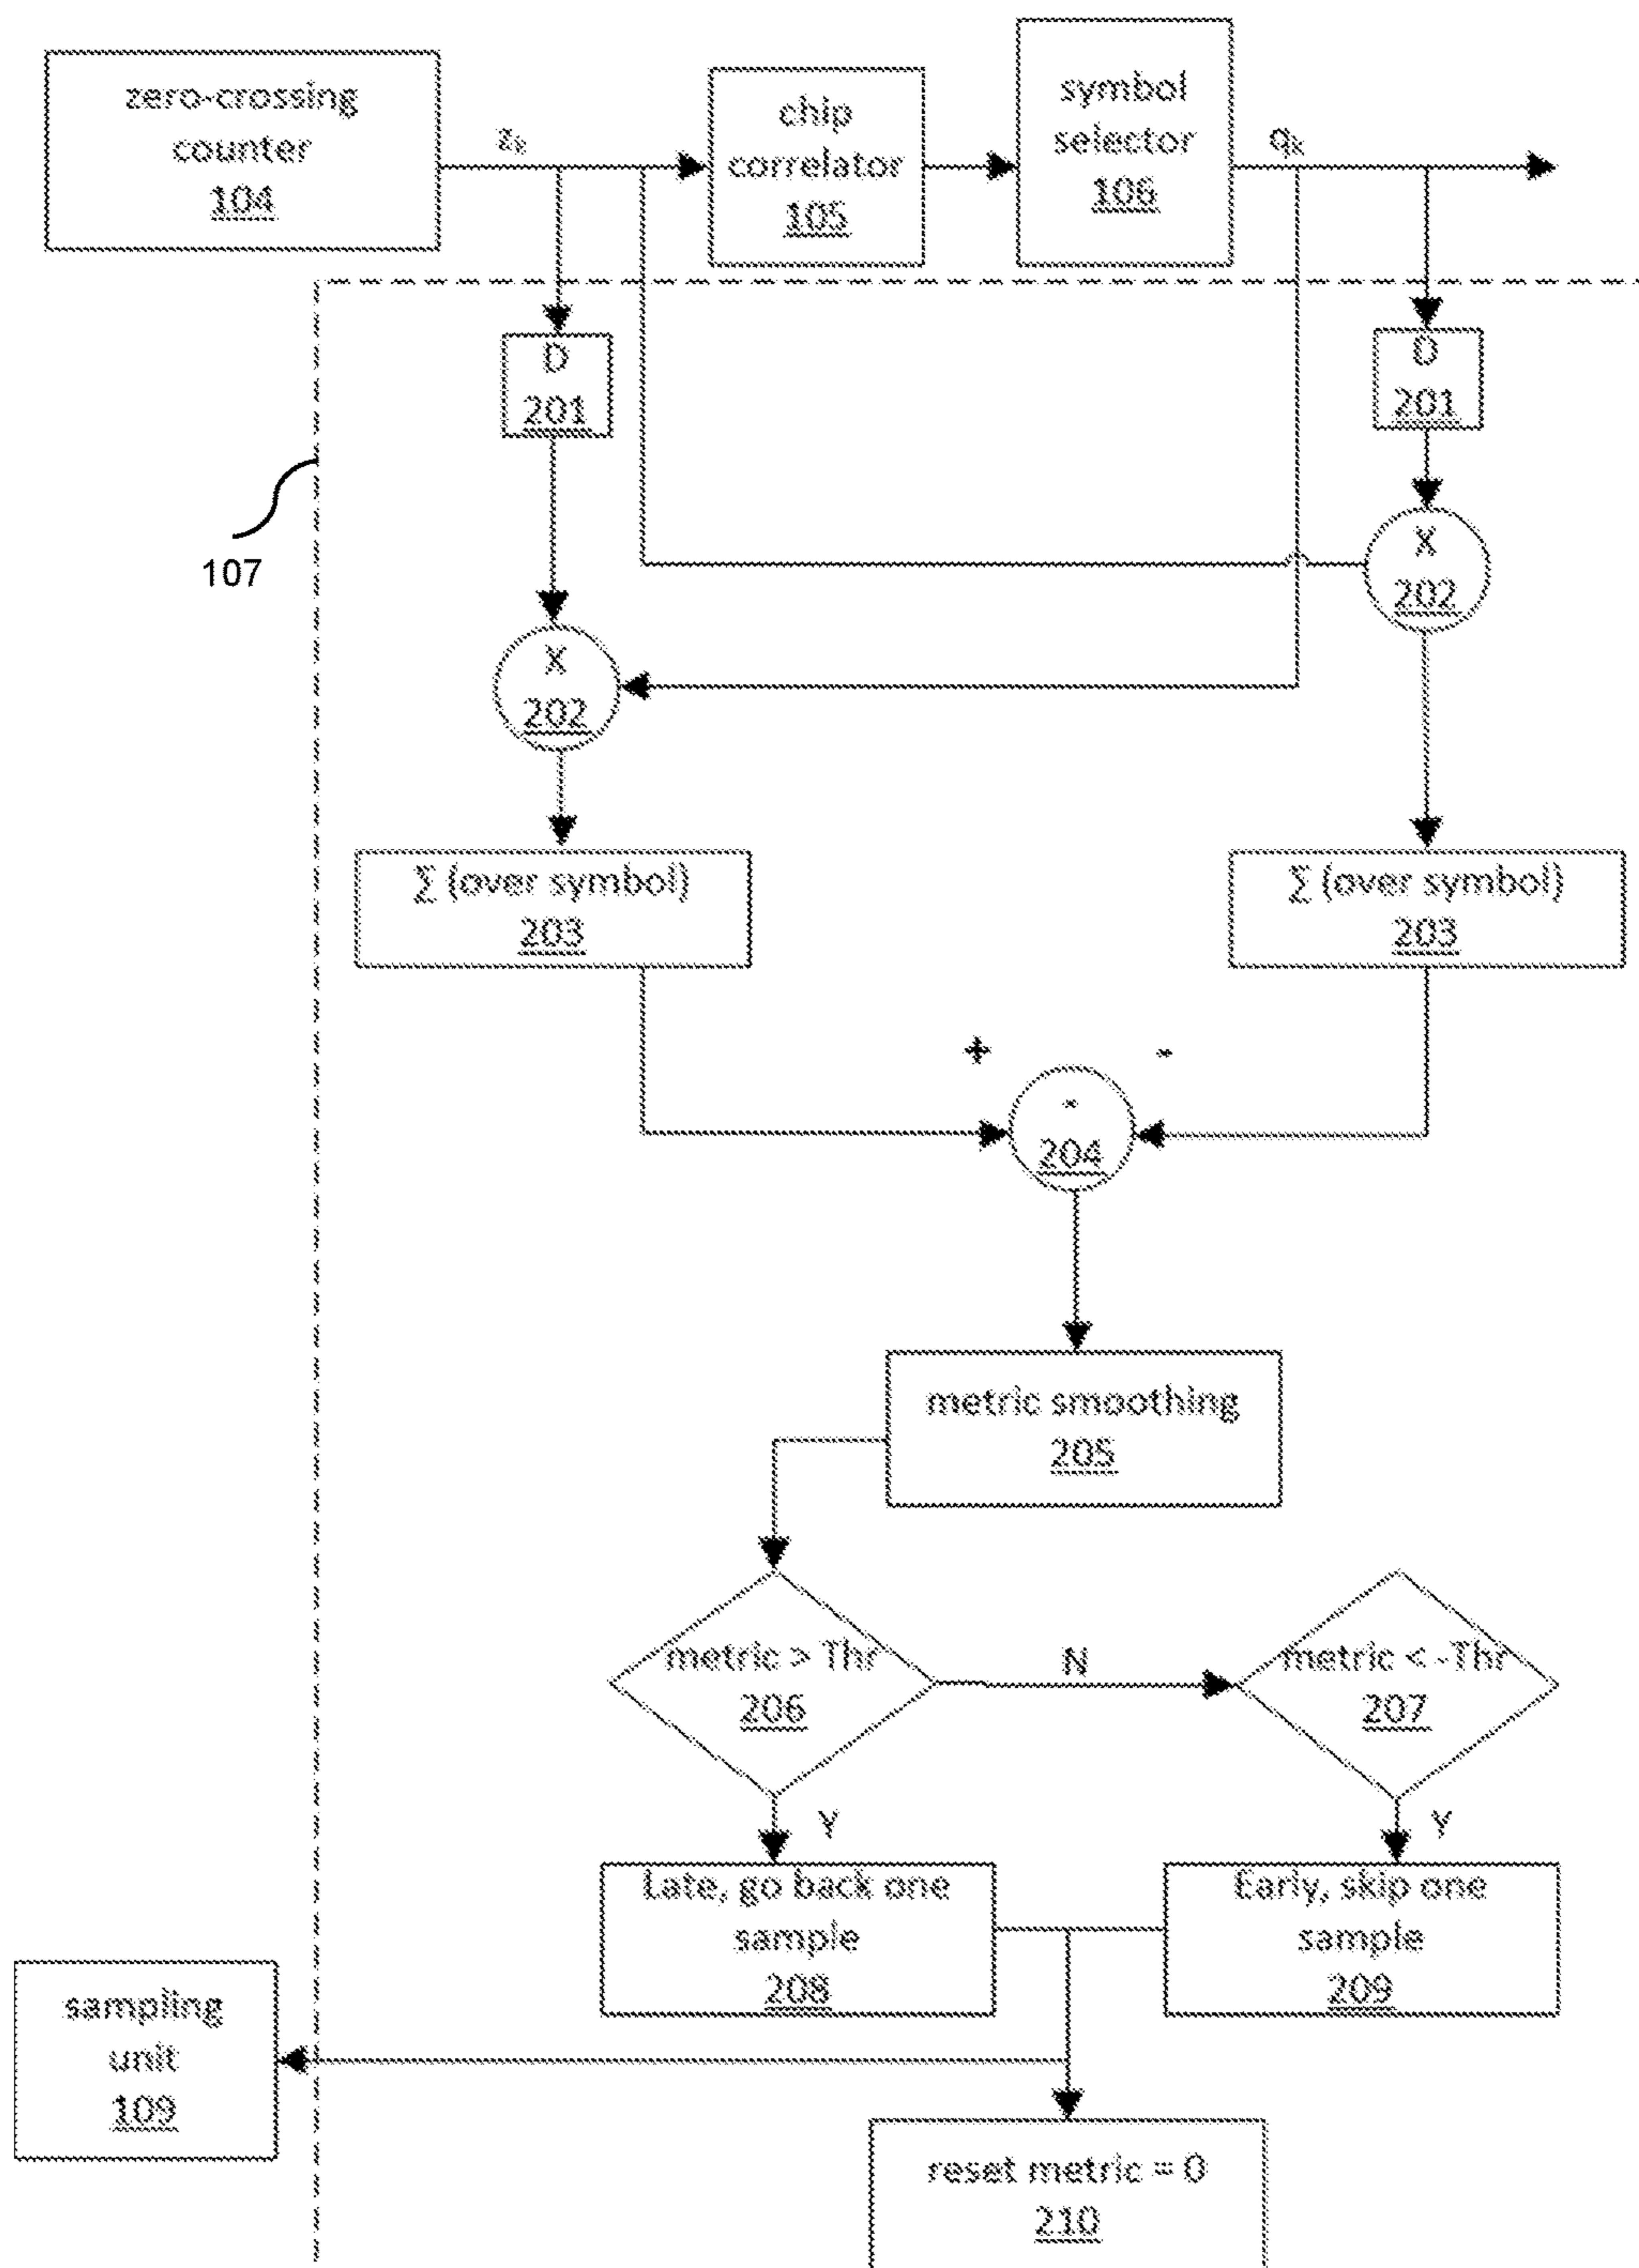 zero-crossing
counter
104
zₖ
chip
correlator
105
symbol
selector
106
qₖ
D
201
D
201
107
X
202
X
202
∑ (over symbol)
203
∑ (over symbol)
203
+
-
-
204
metric smoothing
205
metric > Thr
206
N
metric < -Thr
207
Y
Y
Late, go back one
sample
208
Early, skip one
sample
209
sampling
unit
109
reset metric = 0
210